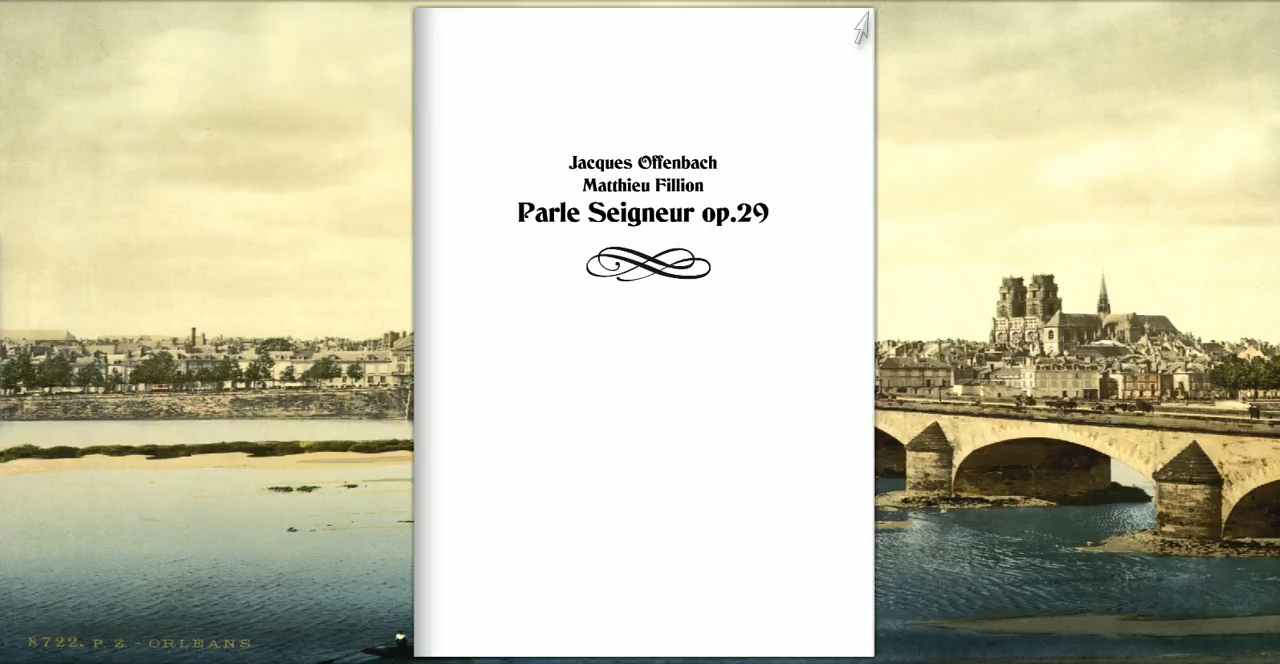 Jacques Offenbach
Matthieu Fillion
Parle Seigneur op.29
8722. P. Z. - ORLEANS.